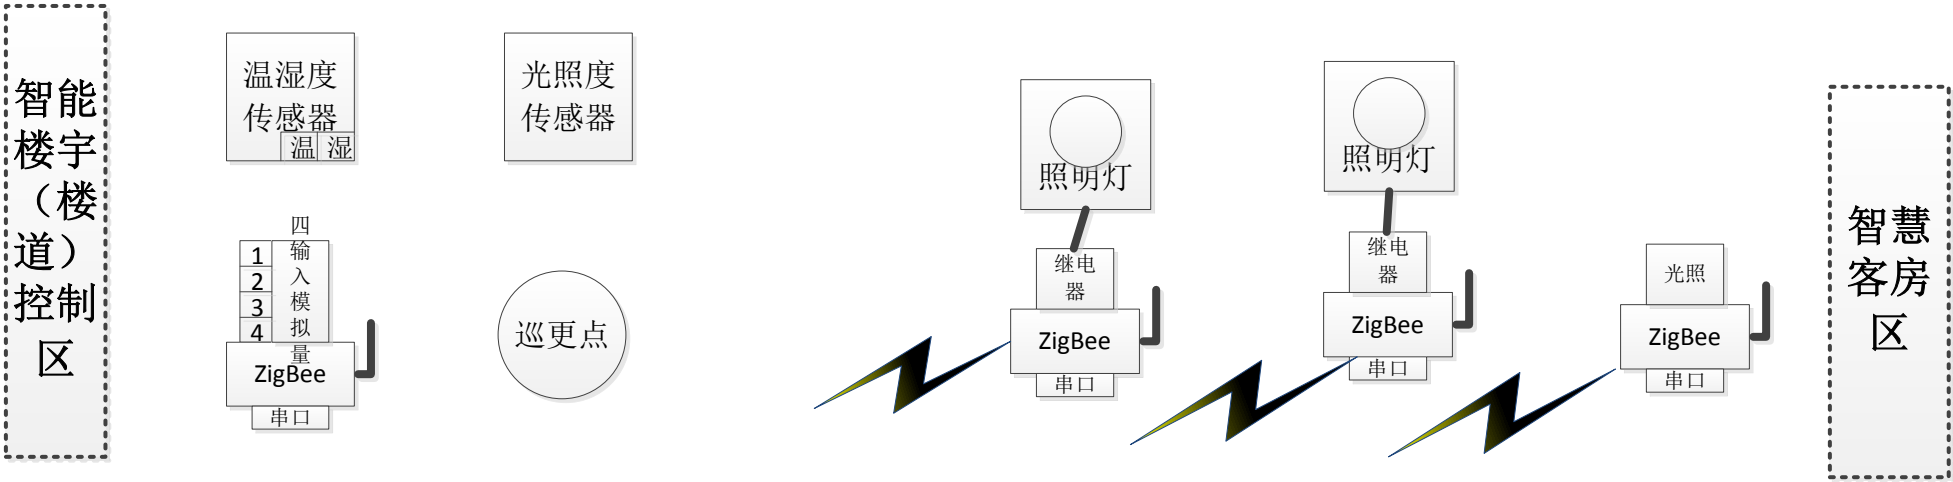 智能
楼宇
（楼
道）
控制
区
温湿度
传感器
温 湿
光照度
传感器
四
输
入
模
拟
量
1
2
3
4
ZigBee
串口
巡更点
照明灯
继电
器
ZigBee
串口
照明灯
继电
器
ZigBee
串口
光照
ZigBee
串口
智慧
客房
区